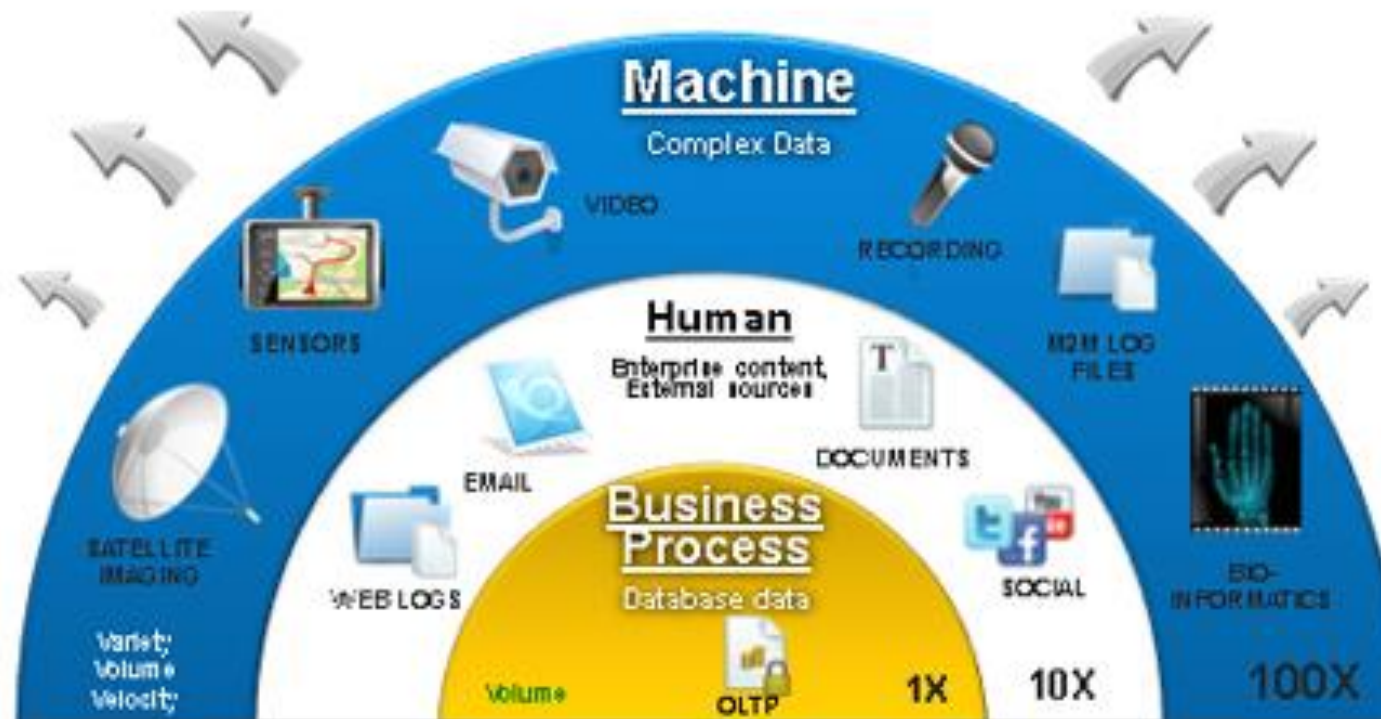 Machine
Complex Data
VIDEO
RECORDING
SENSORS
M2M LOG
FILES
Human
Enterprise content,
External sources
EMAIL
DOCUMENTS
SATELLITE
IMAGING
WEB LOGS
Business
Process
Database data
SOCIAL
BIO-
INFORMATICS
Variety
Volume
Velocity
Volume
OLTP
1X
10X
100X